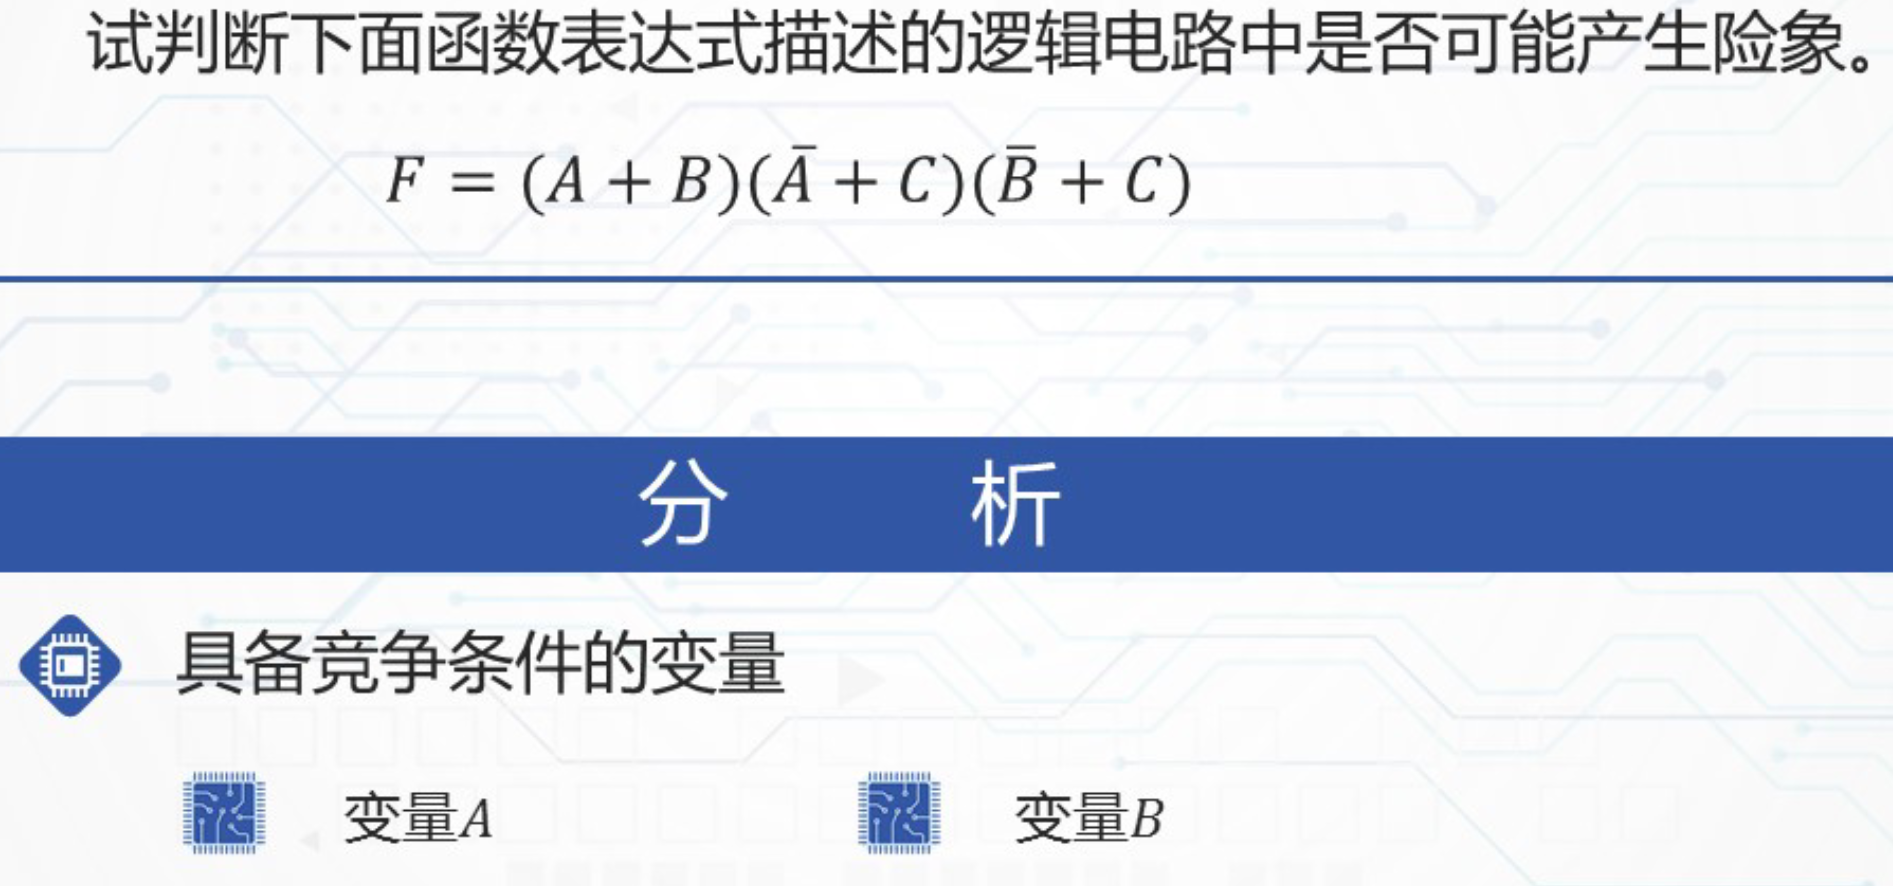 试判断下面函数表达式描述的逻辑电路中是否可能产生险象。
F = (A + B)(Ā + C)(B̄ + C)
分 析
具备竞争条件的变量
变量A 变量B